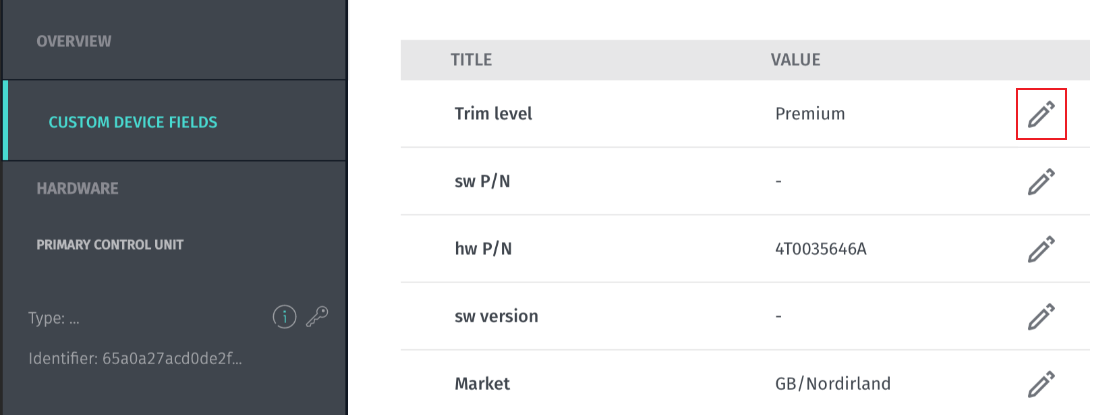 OVERVIEW
CUSTOM DEVICE FIELDS
HARDWARE
PRIMARY CONTROL UNIT
Type: ...
Identifier: 65a0a27acd0de2f...
TITLE VALUE
Trim level Premium
sw P/N -
hw P/N 4T0035646A
sw version -
Market GB/Nordirland